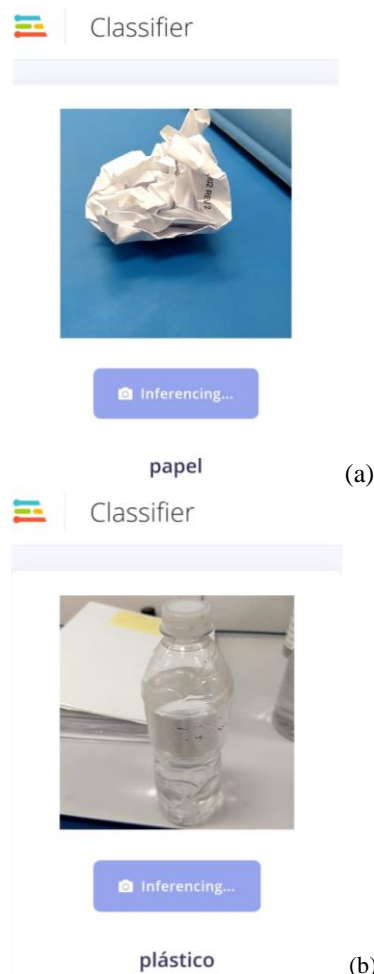 Classifier
Inferencing...
papel
(a)
Classifier
Inferencing...
plástico
(b)